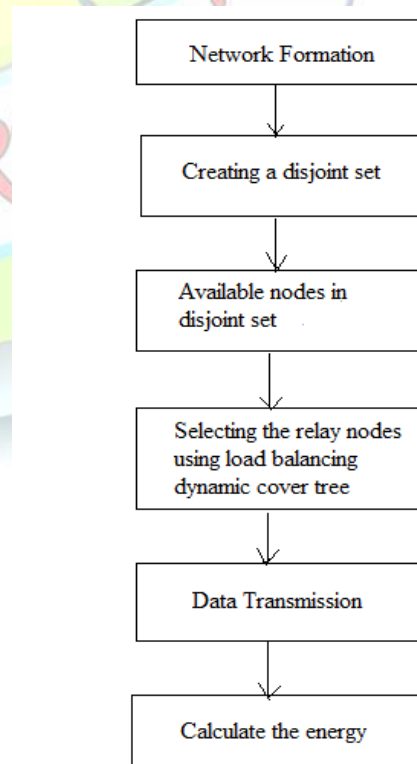 Network Formation
Creating a disjoint set
Available nodes in
disjoint set
Selecting the relay nodes
using load balancing
dynamic cover tree
Data Transmission
Calculate the energy